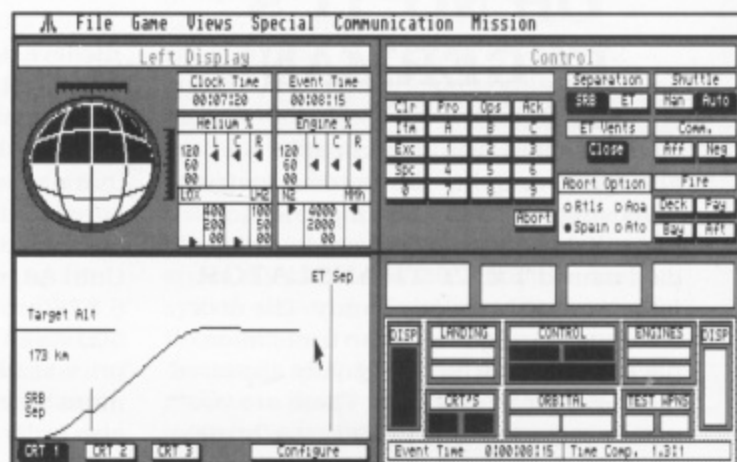 File Game Views Special Communication Mission
Left Display
Clock Time Event Time
00:07:20 00:08:15
Helium % Engine %
L C R L C R
120 120
60 60
00 00
LOX LH2 N2 MMh
400 100 4000
200 50 2000
00 00 00
Control
Separation Shuttle
SRB ET Man Auto
Clr Pro Ops Ack
ET Vents Comm.
Itm A B C
Close Aff Neg
Exc 1 2 3
Spc 4 5 6
0 7 8 9
Abort
Abort Option Fire
Rtls Aoa Deck Pay
Spain Ato Bay Aft
ET Sep
Target Alt
173 km
SRB
Sep
CRT 1 CRT 2 CRT 3 Configure
DISP LANDING CONTROL ENGINES DISP
CRT'S ORBITAL TEST WPNS
Event Time 0:00:08:15 Time Comp. 1.3:1